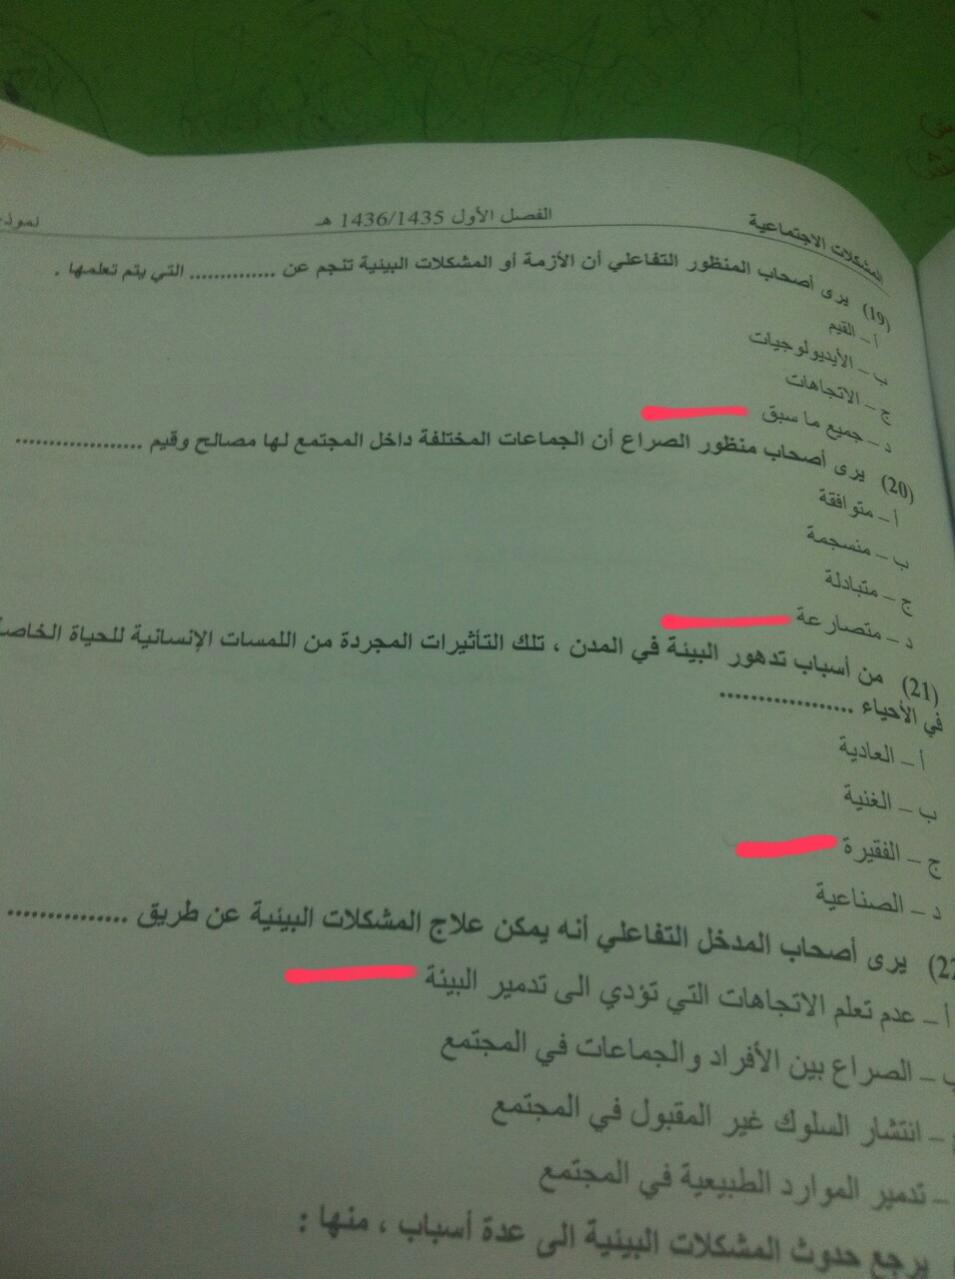 المشكلات الاجتماعية الفصل الأول 1436/1435 هـ
(19) يرى أصحاب المنظور التفاعلي أن الأزمة أو المشكلات البيئية تنجم عن ............. التي يتم تعلمها .
أ – القيم
ب – الأيديولوجيات
ج – الاتجاهات
د – جميع ما سبق
(20) يرى أصحاب منظور الصراع أن الجماعات المختلفة داخل المجتمع لها مصالح وقيم ..................
أ – متوافقة
ب – منسجمة
ج – متبادلة
د – متصارعة
(21) من أسباب تدهور البيئة في المدن ، تلك التأثيرات المجردة من اللمسات الإنسانية للحياة
في الأحياء ..................
أ – العادية
ب – الغنية
ج – الفقيرة
د – الصناعية
يرى أصحاب المدخل التفاعلي أنه يمكن علاج المشكلات البيئية عن طريق ...............
أ – عدم تعلم الاتجاهات التي تؤدي الى تدمير البيئة
ب – الصراع بين الأفراد والجماعات في المجتمع
– انتشار السلوك غير المقبول في المجتمع
– تدمير الموارد الطبيعية في المجتمع
يرجع حدوث المشكلات البيئية الى عدة أسباب ، منها :